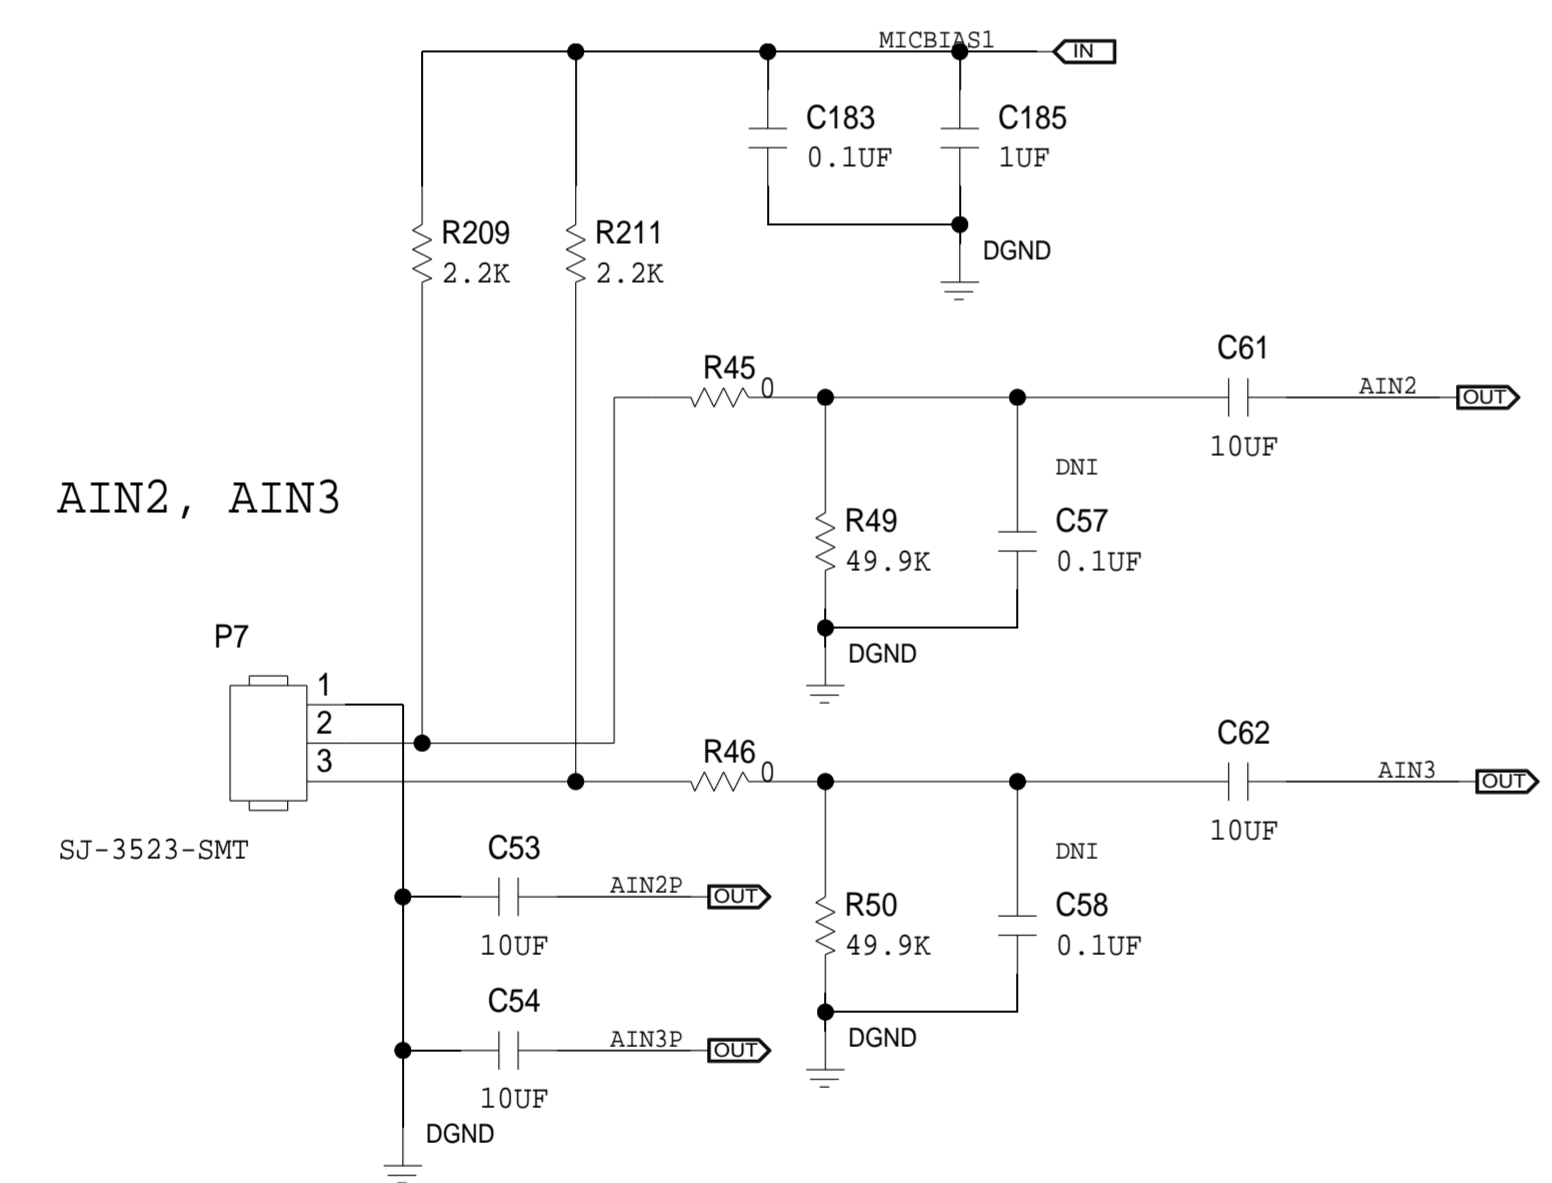 MICBIAS1
IN
C183
0.1UF
C185
1UF
R209
2.2K
R211
2.2K
DGND
R45
0
C61
10UF
AIN2
OUT
DNI
AIN2, AIN3
R49
49.9K
C57
0.1UF
DGND
P7
1
2
3
SJ-3523-SMT
R46
0
C62
10UF
AIN3
OUT
DNI
C53
10UF
AIN2P
OUT
R50
49.9K
C58
0.1UF
DGND
C54
10UF
AIN3P
OUT
DGND